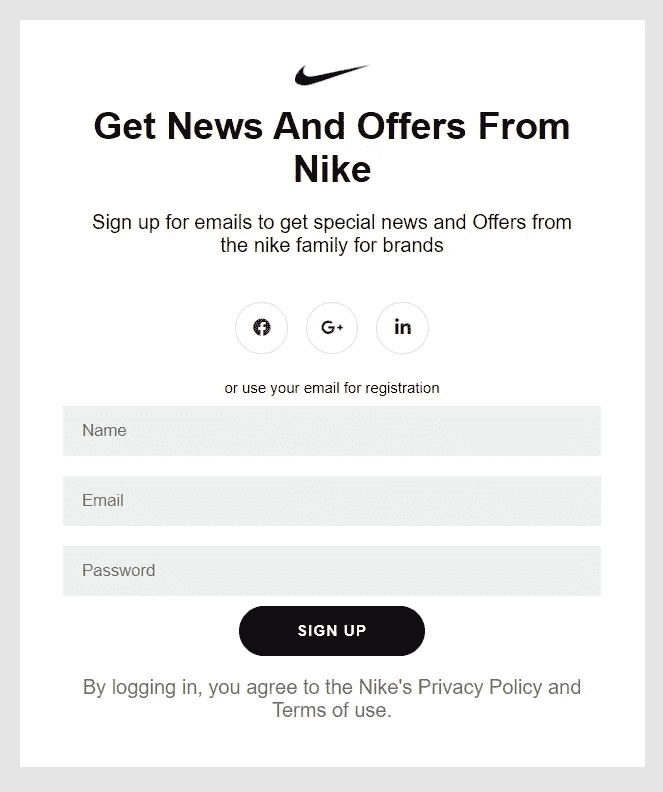 Get News And Offers From
Nike
Sign up for emails to get special news and Offers from
the nike family for brands
G+
in
or use your email for registration
Name
Email
Password
SIGN UP
By logging in, you agree to the Nike's Privacy Policy and
Terms of use.